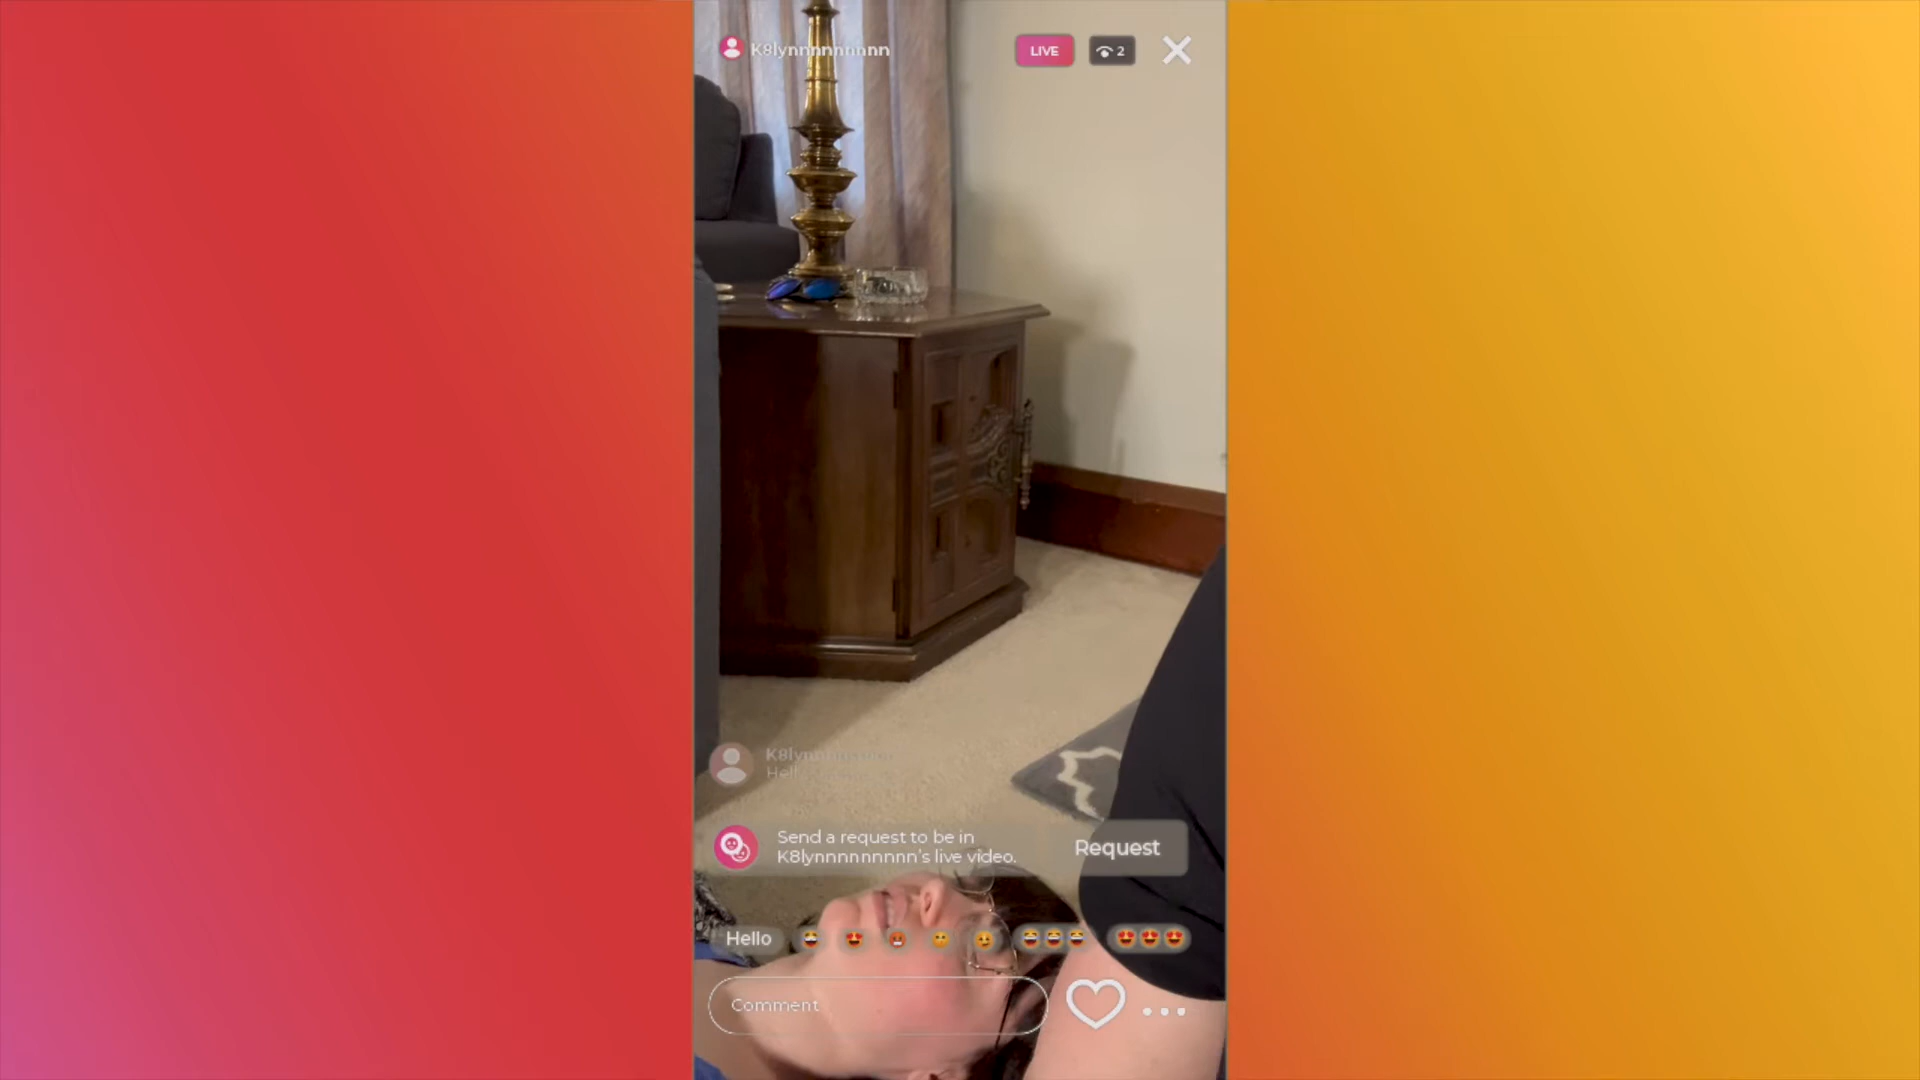 K8lynnnnnnnnn
LIVE
2
Send a request to be in
K8lynnnnnnnnn's live video.
Request
Hello
Comment